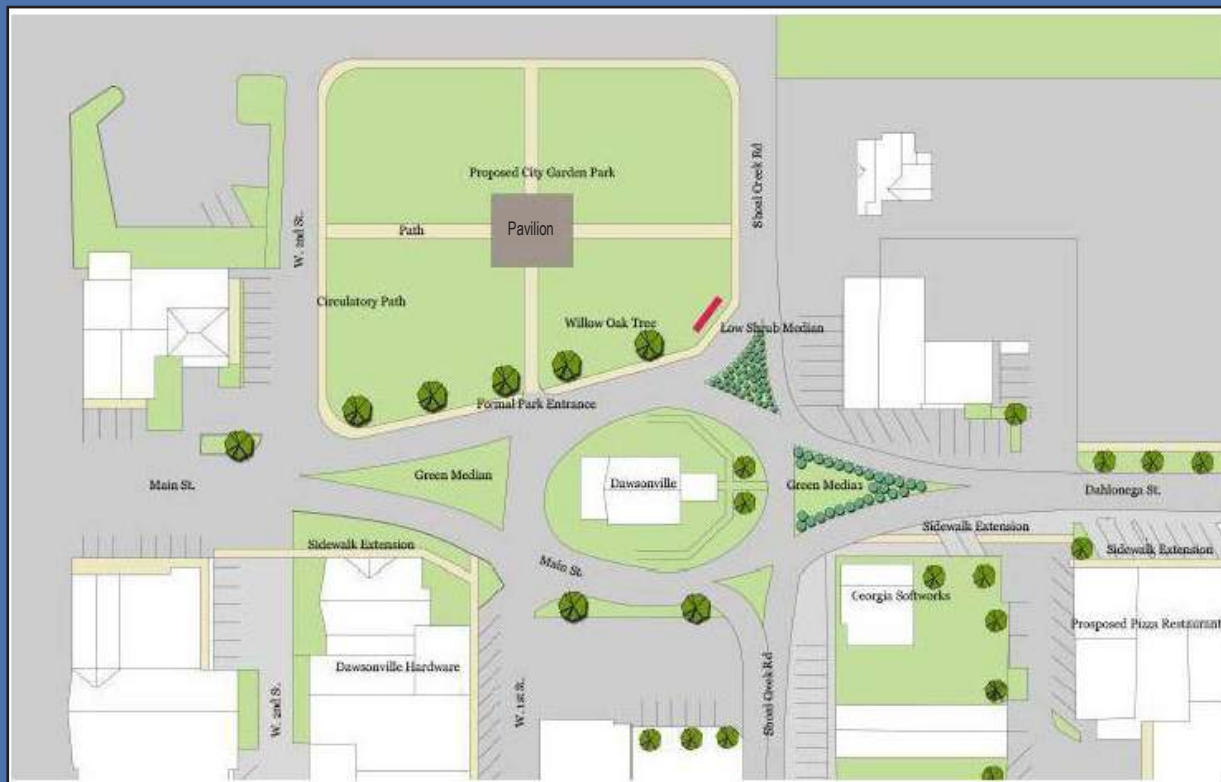 Proposed City Garden Park
Shoal Creek Rd
W. 2nd St.
Path
Pavilion
Circulatory Path
Willow Oak Tree
Low Shrub Median
Formal Park Entrance
Main St.
Green Median
Dawsonville
Green Media1
Dahlonega St.
Sidewalk Extension
Sidewalk Extension
Sidewalk Extension
Main St.
Georgia Softworks
Prosposed Pizza Restaurant
Dawsonville Hardware
W. 2nd St.
W. 1st St.
Shoal Creek Rd